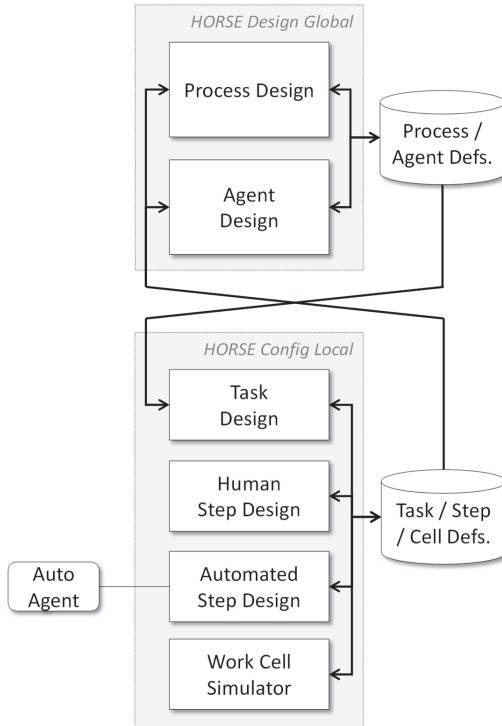 HORSE Design Global
Process Design
Process /
Agent Defs.
Agent
Design
HORSE Config Local
Task
Design
Human
Step Design
Task / Step
/ Cell Defs.
Auto
Agent
Automated
Step Design
Work Cell
Simulator